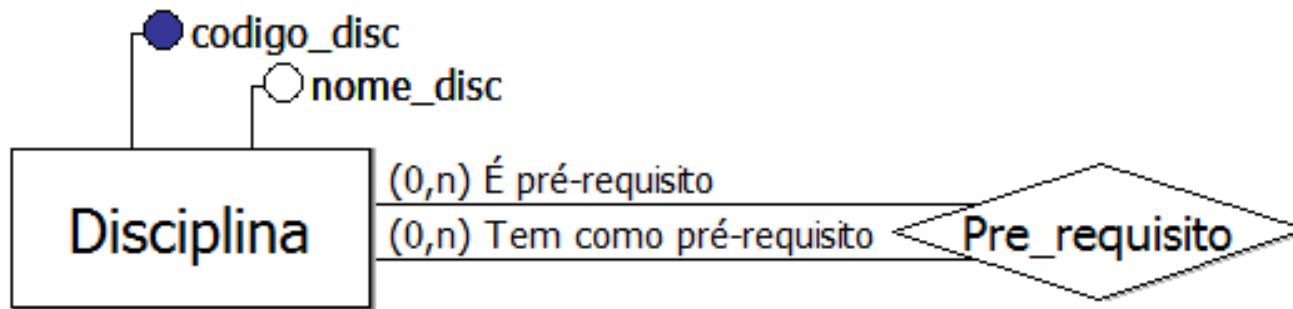 codigo_disc
nome_disc
(0,n) É pré-requisito
Disciplina
(0,n) Tem como pré-requisito
Pre_requisito